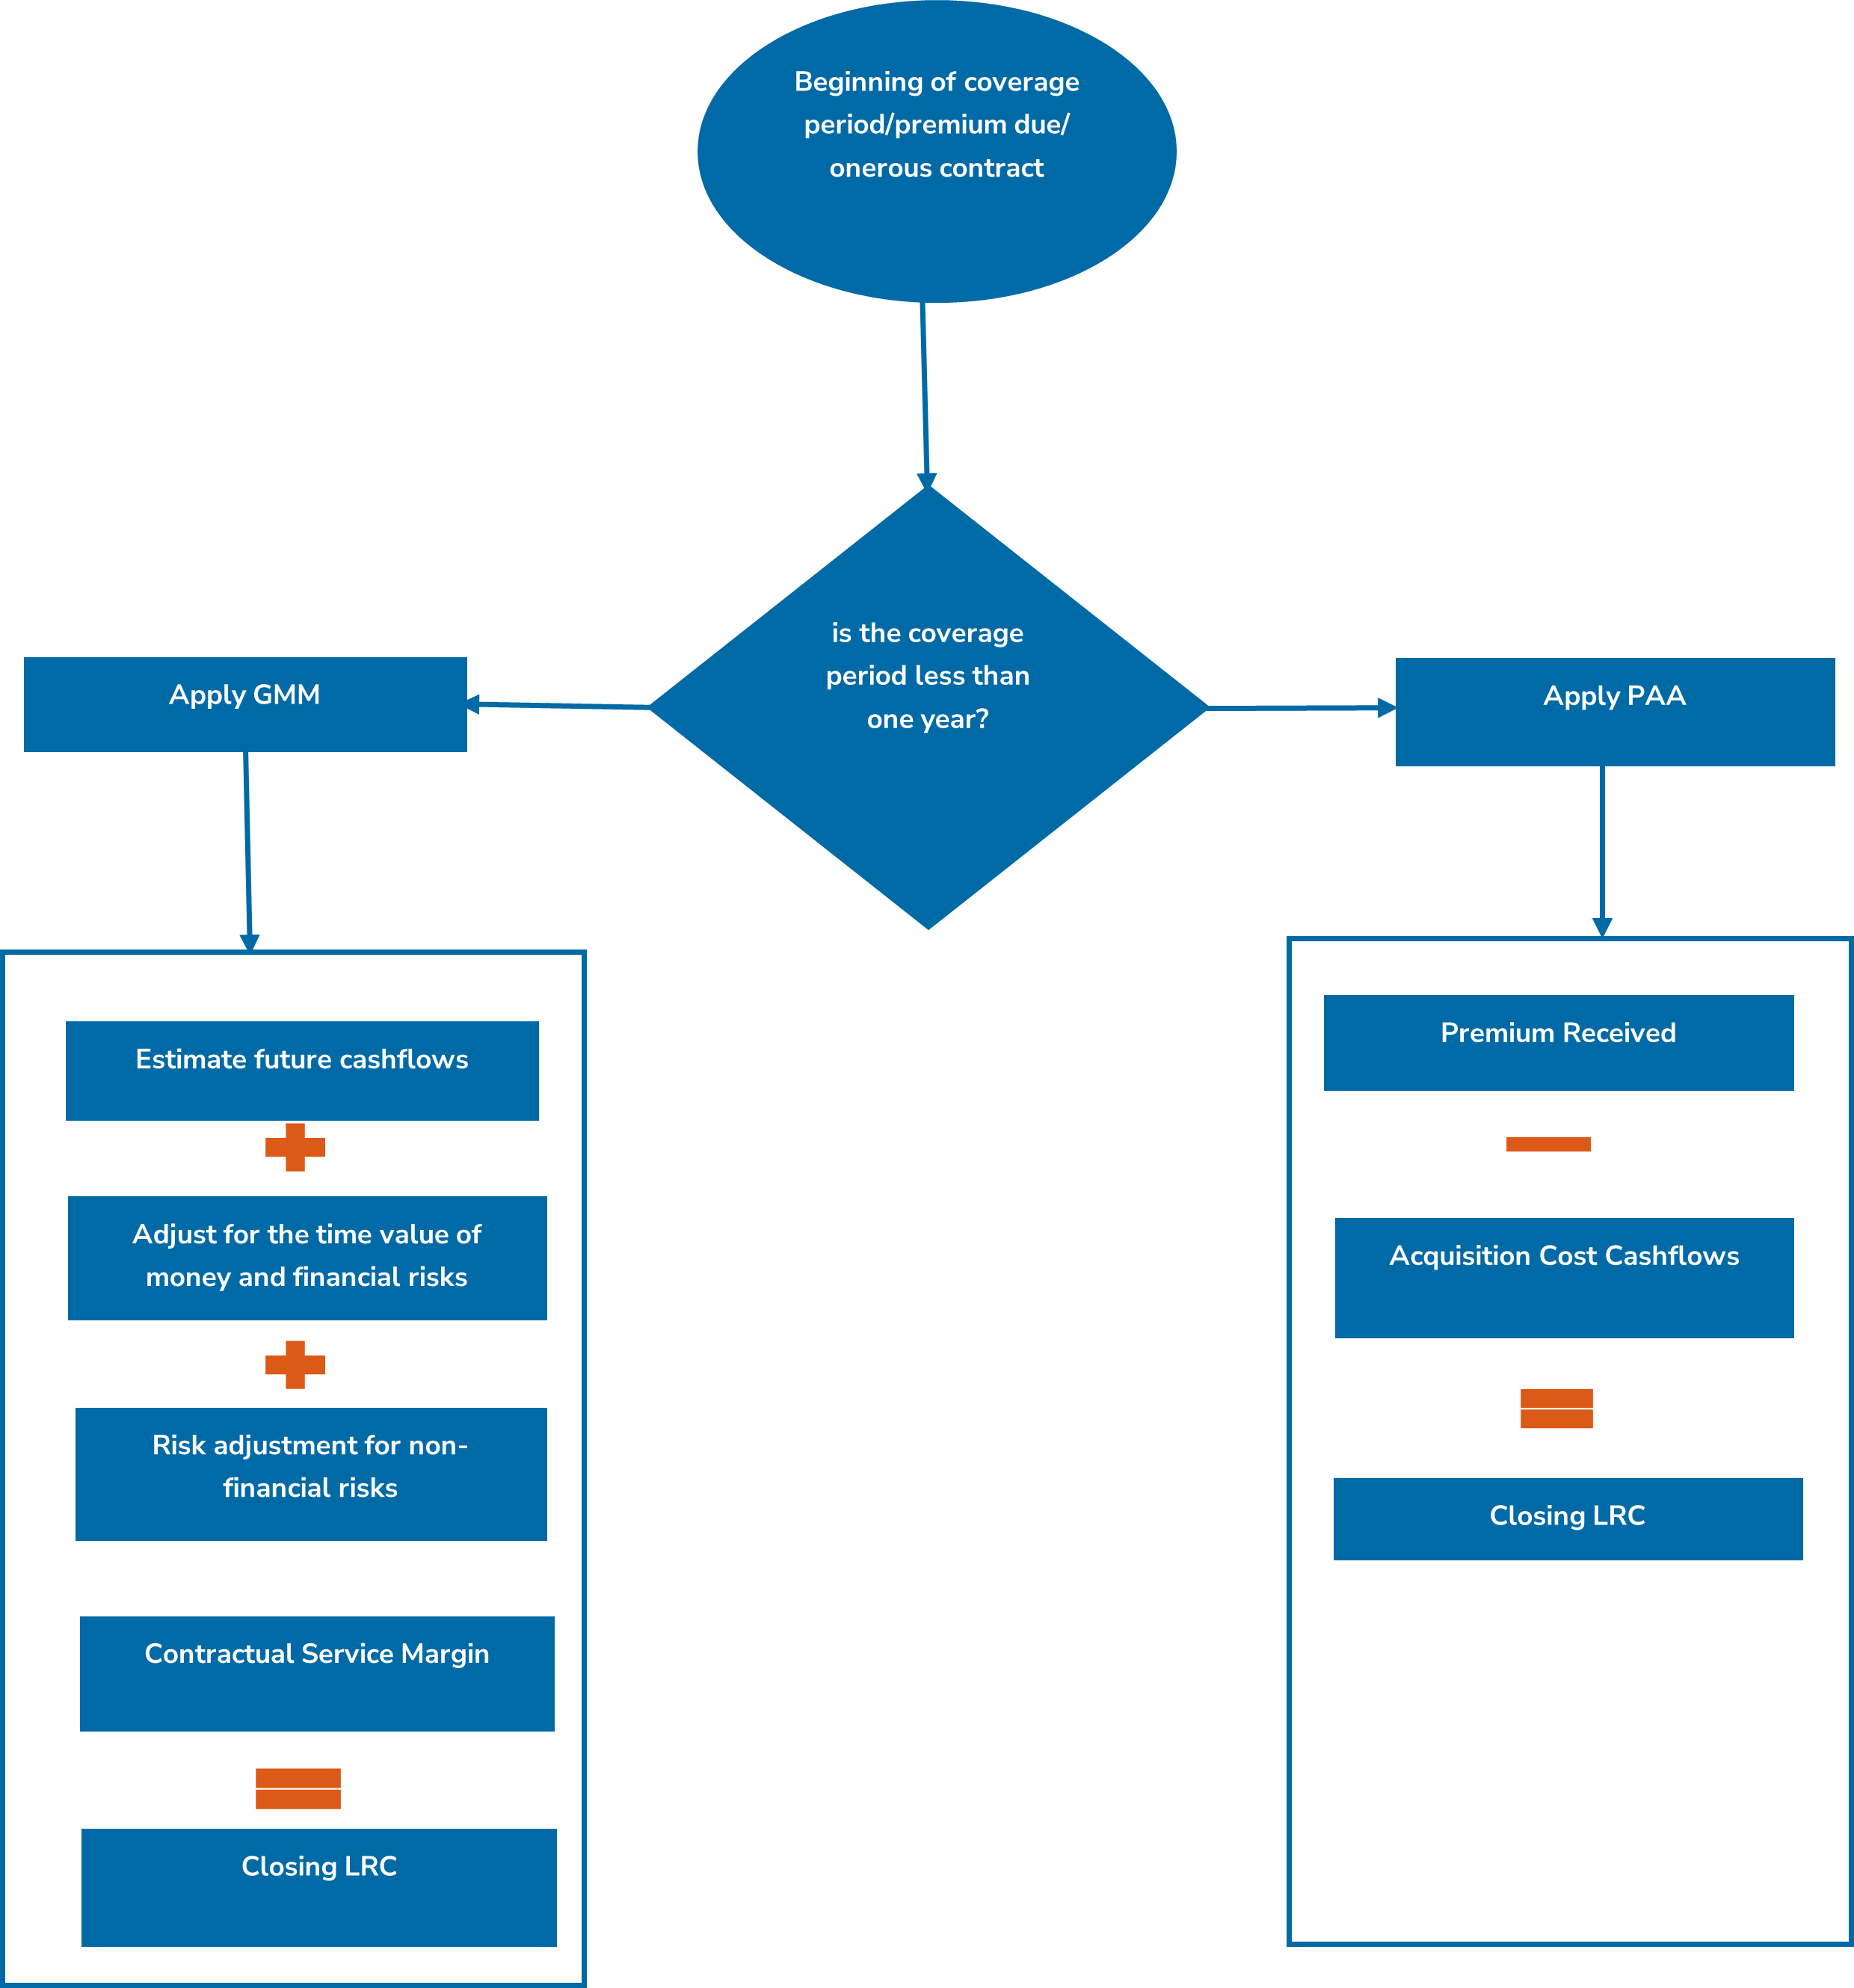 Beginning of coverage
period/premium due/
onerous contract
is the coverage
period less than
one year?
Apply GMM
Apply PAA
Estimate future cashflows
Adjust for the time value of
money and financial risks
Risk adjustment for non-
financial risks
Contractual Service Margin
Closing LRC
Premium Received
Acquisition Cost Cashflows
Closing LRC